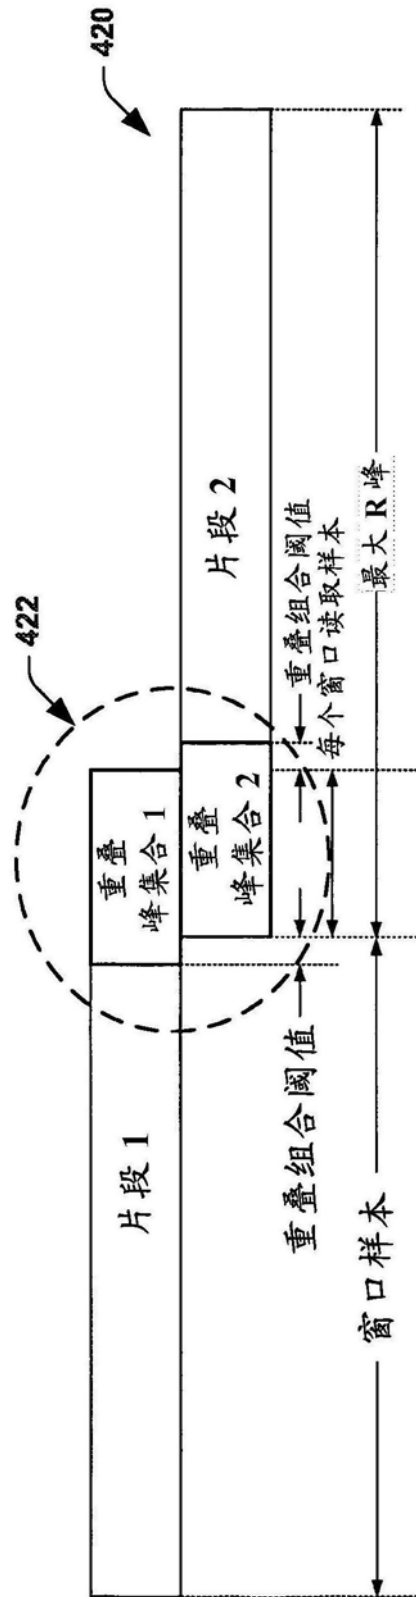 420
422
片段 1
重叠
峰集合 1
重叠
峰集合 2
片段 2
重叠组合阈值
重叠组合阈值
每个窗口读取样本
窗口样本
最大 R 峰